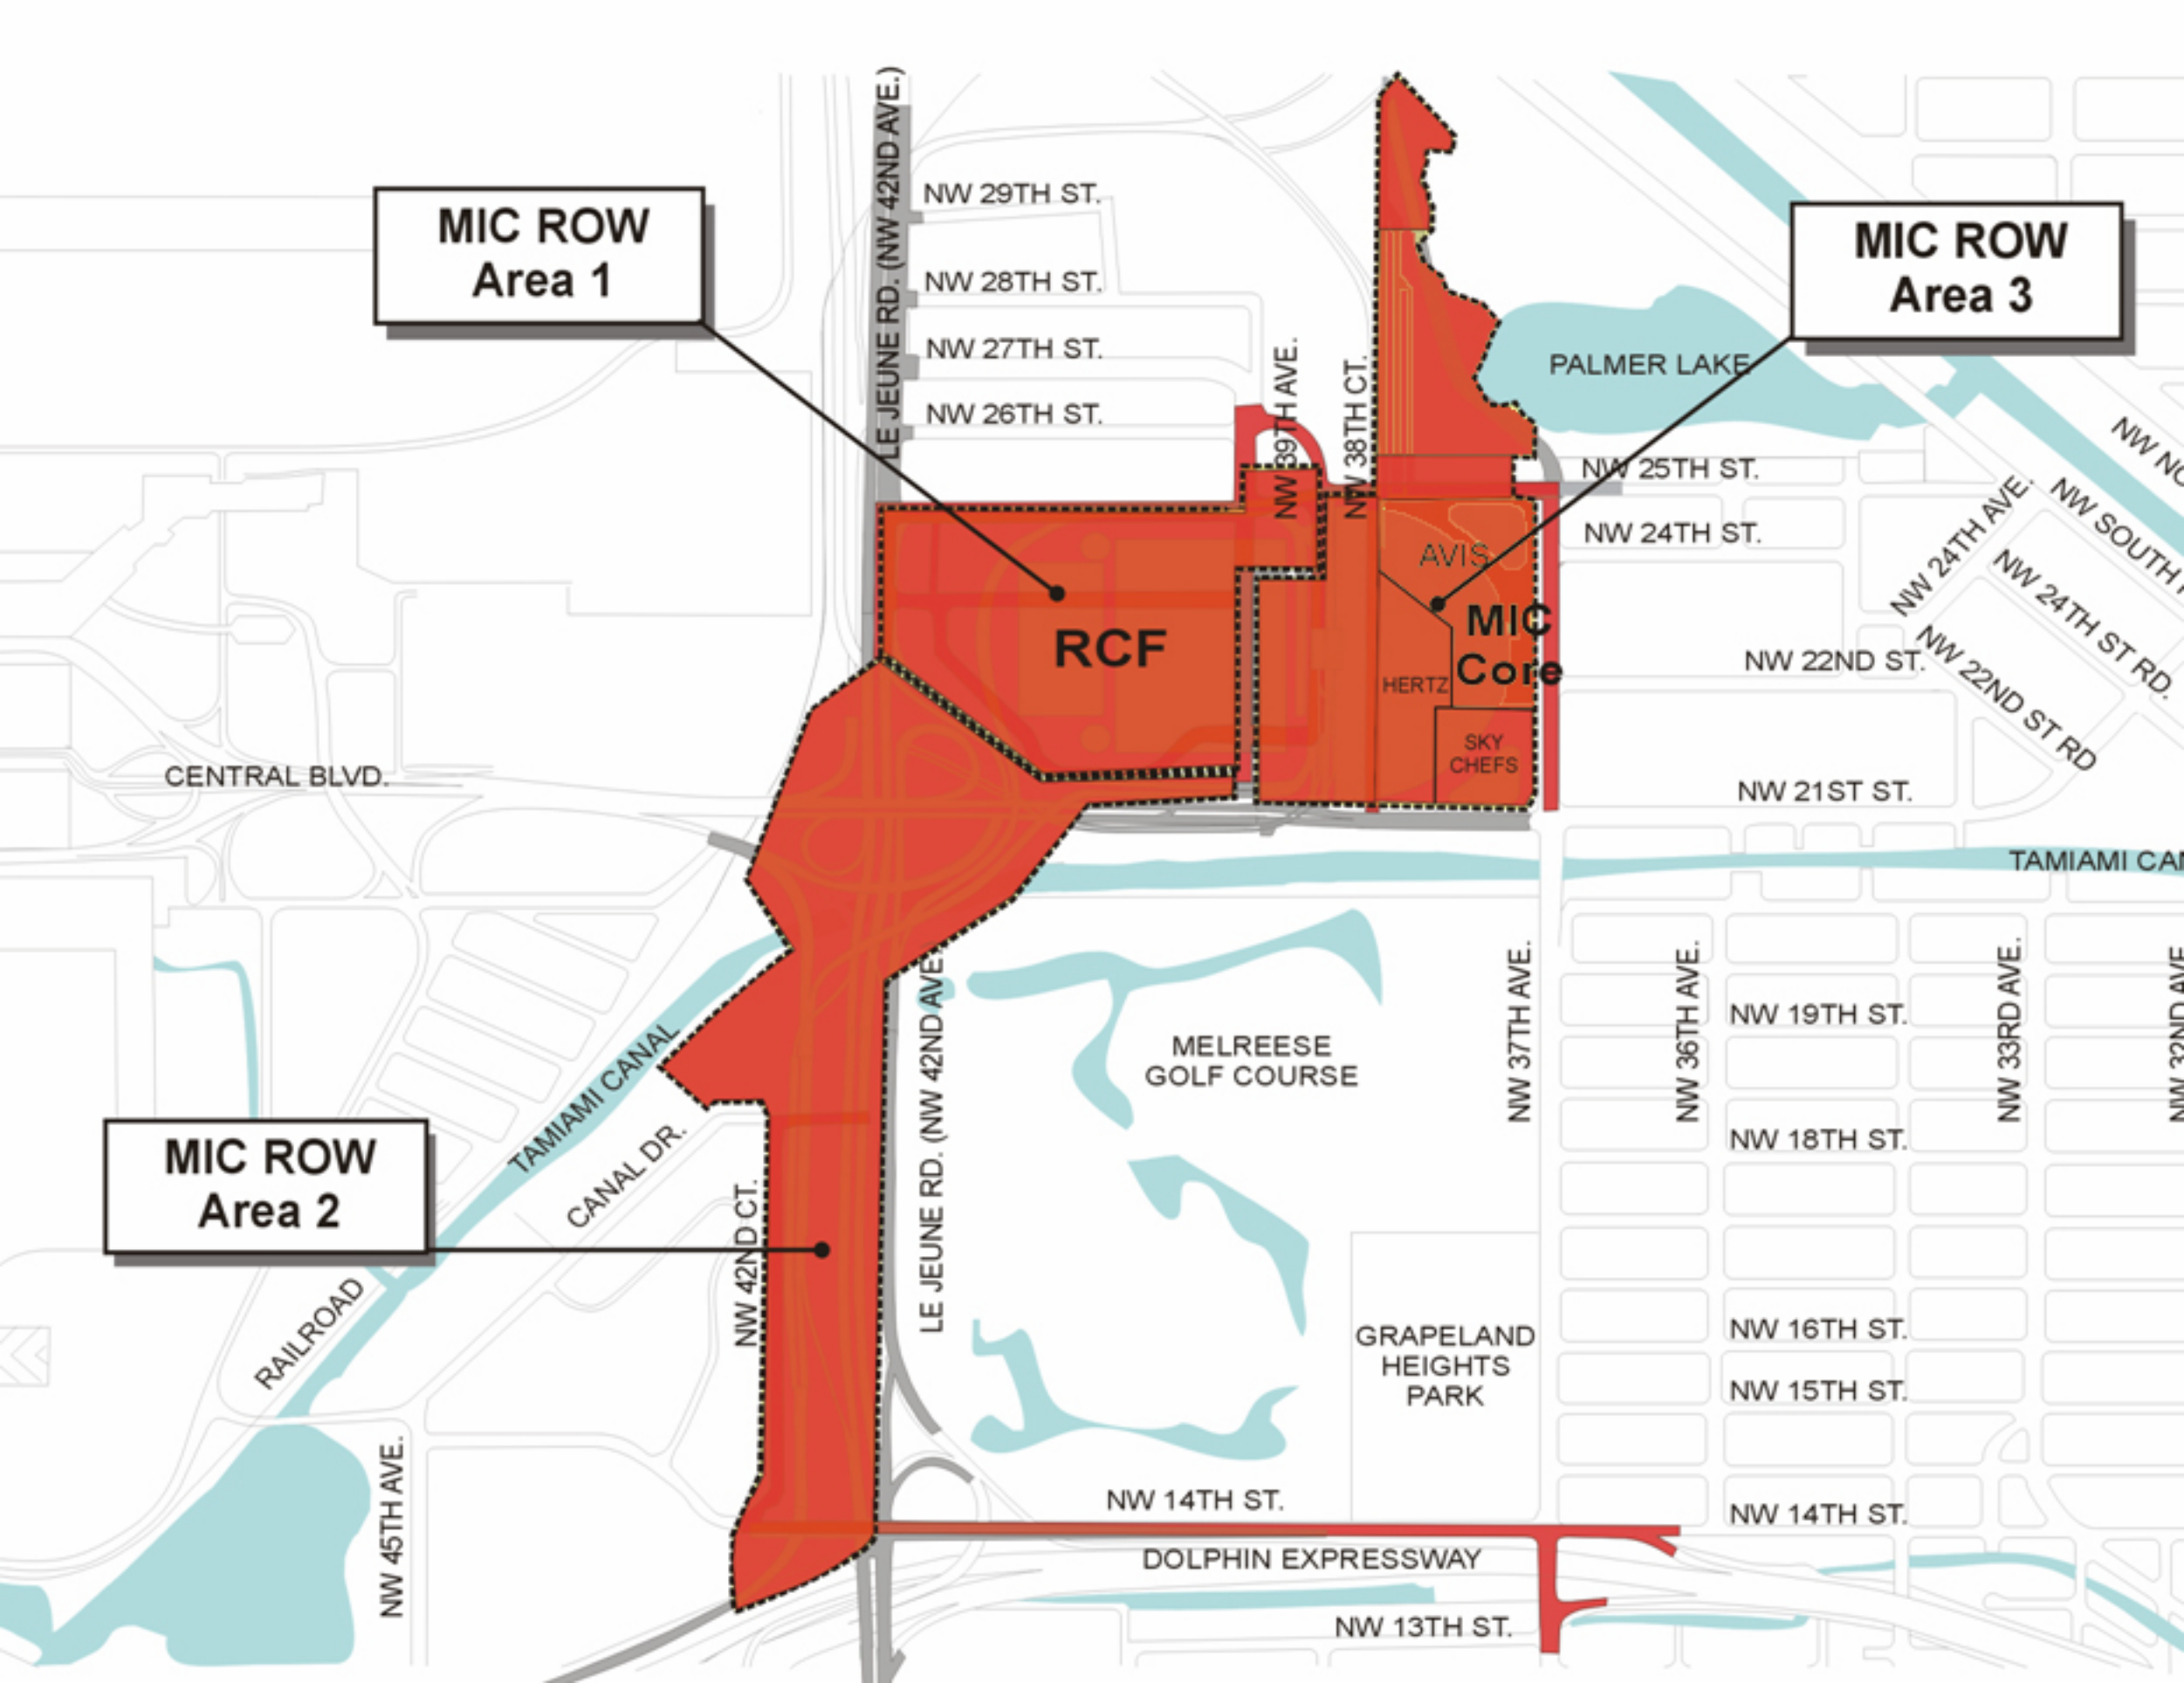 LE JEUNE RD. (NW 42ND AVE.)
NW 29TH ST.
MIC ROW
Area 1
MIC ROW
Area 3
NW 28TH ST.
NW 27TH ST.
PALMER LAKE
NW 26TH ST.
NW 39TH AVE.
NW 38TH CT.
NW 25TH ST.
NW 24TH ST.
NW 24TH AVE.
NW SOUTH
NW 24TH ST RD.
NW 22ND ST RD
AVIS
MIC
Core
RCF
HERTZ
NW 22ND ST.
SKY
CHEFS
CENTRAL BLVD.
NW 21ST ST.
TAMIAMI CAN
LE JEUNE RD. (NW 42ND AVE.)
MELREESE
GOLF COURSE
NW 37TH AVE.
NW 36TH AVE.
NW 33RD AVE.
NW 32ND AVE
NW 19TH ST.
TAMIAMI CANAL
CANAL DR.
NW 18TH ST.
MIC ROW
Area 2
NW 42ND CT.
RAILROAD
GRAPELAND
HEIGHTS
PARK
NW 16TH ST.
NW 15TH ST.
NW 45TH AVE.
NW 14TH ST.
NW 14TH ST.
DOLPHIN EXPRESSWAY
NW 13TH ST.